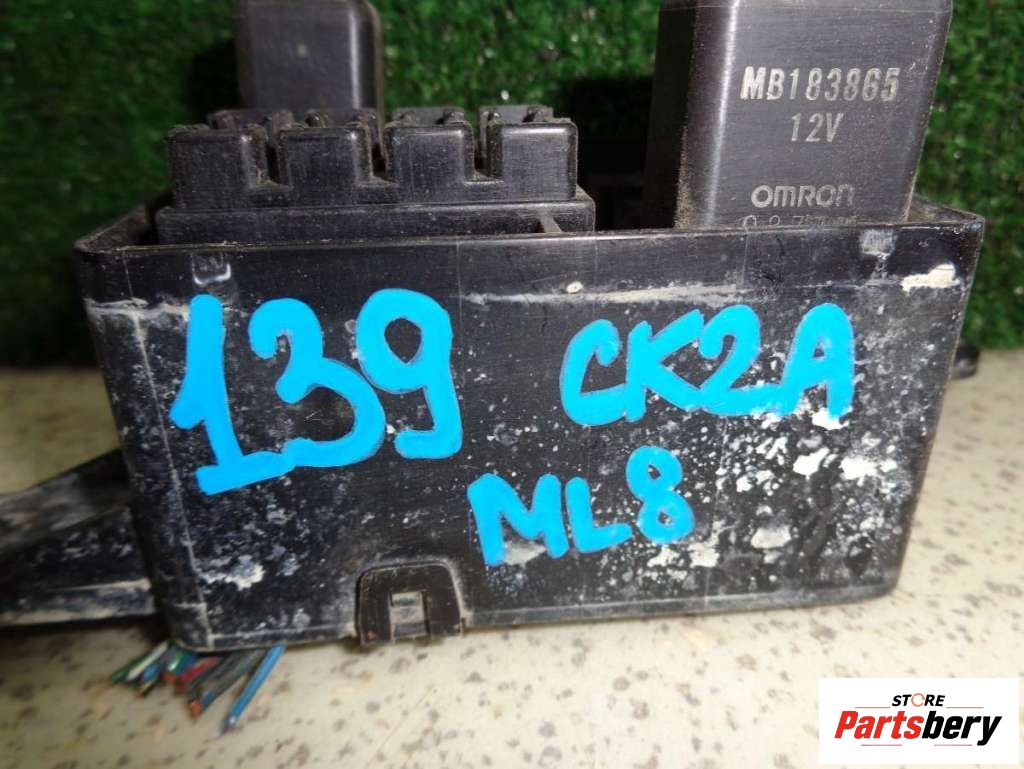 MB183865
12V
OMRON
139 CK2A
ML8
STORE
Partsbery